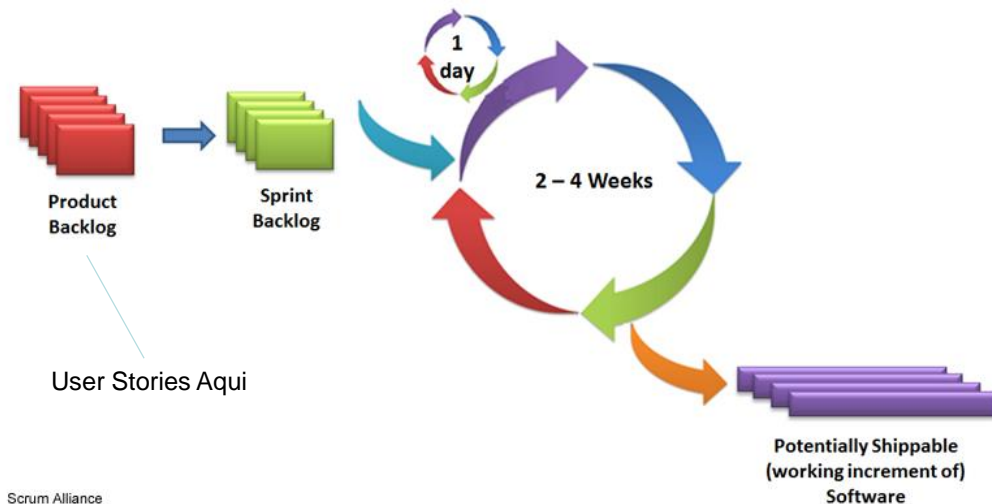 1
day
Product
Backlog
Sprint
Backlog
2 – 4 Weeks
User Stories Aqui
Potentially Shippable
(working increment of)
Software
Scrum Alliance